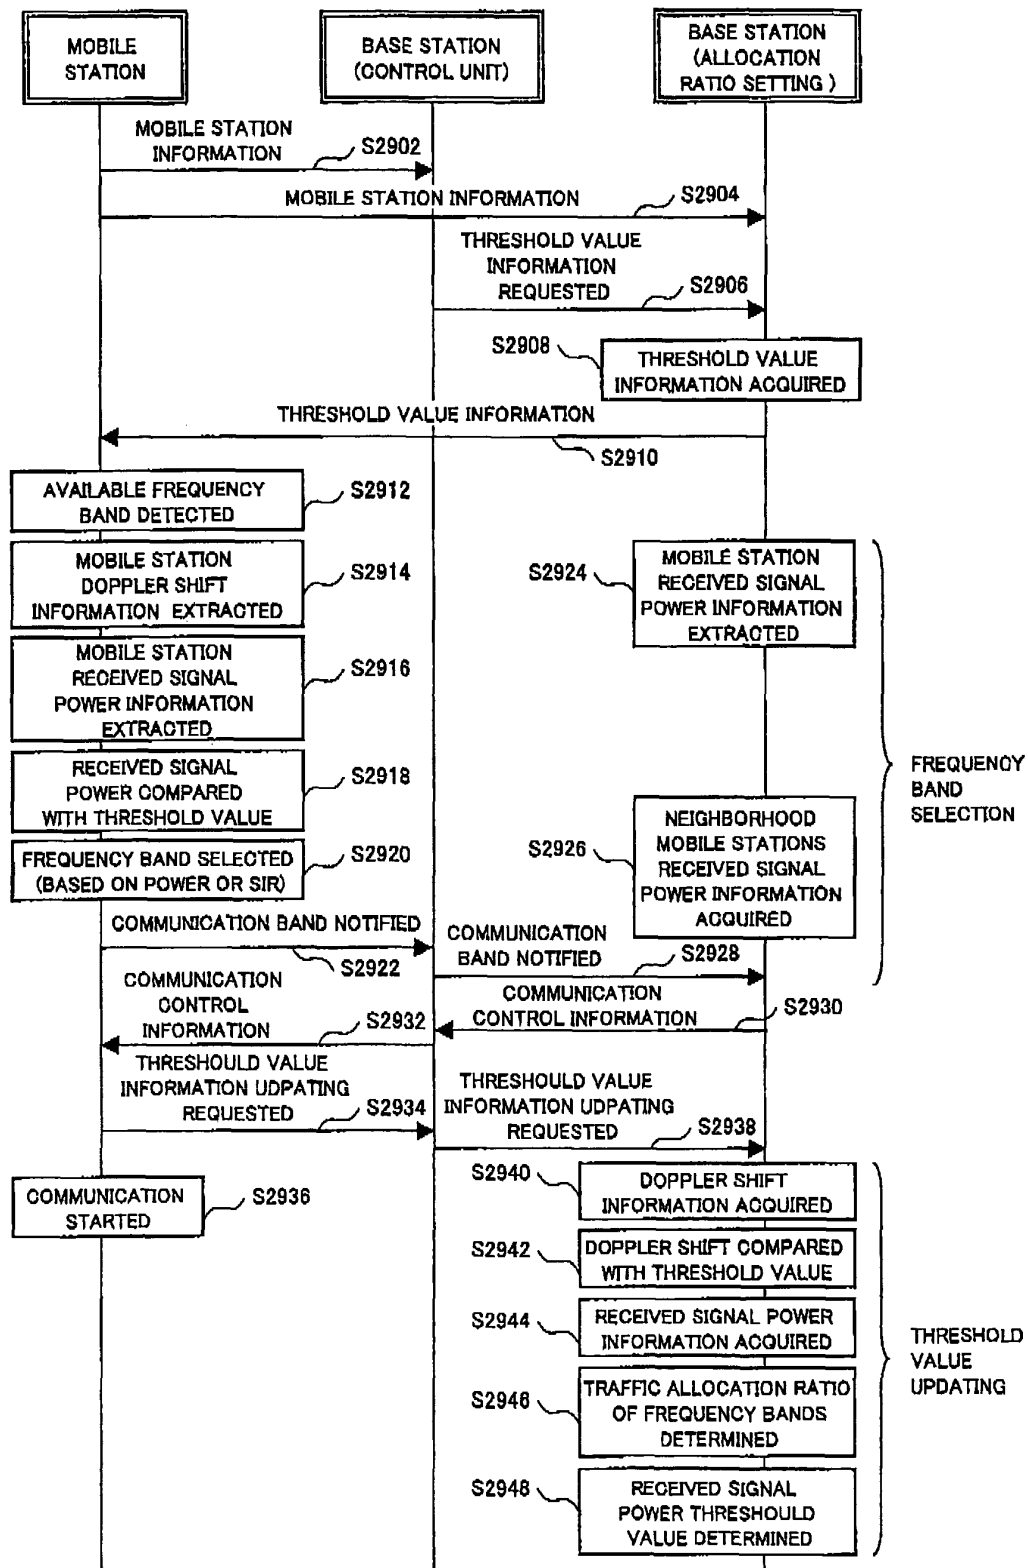 MOBILE
STATION
BASE STATION
(CONTROL UNIT)
BASE STATION
(ALLOCATION
RATIO SETTING )
MOBILE STATION
INFORMATION
S2902
MOBILE STATION INFORMATION
S2904
THRESHOLD VALUE
INFORMATION
REQUESTED
S2906
S2908
THRESHOLD VALUE
INFORMATION ACQUIRED
THRESHOLD VALUE INFORMATION
S2910
AVAILABLE FREQUENCY
BAND DETECTED
S2912
MOBILE STATION
DOPPLER SHIFT
INFORMATION EXTRACTED
S2914
S2924
MOBILE STATION
RECEIVED SIGNAL
POWER INFORMATION
EXTRACTED
MOBILE STATION
RECEIVED SIGNAL
POWER INFORMATION
EXTRACTED
S2916
RECEIVED SIGNAL
POWER COMPARED
WITH THRESHOLD VALUE
S2918
FREQUENCY
BAND
SELECTION
FREQUENCY BAND SELECTED
(BASED ON POWER OR SIR)
S2920
S2926
NEIGHBORHOOD
MOBILE STATIONS
RECEIVED SIGNAL
POWER INFORMATION
ACQUIRED
COMMUNICATION BAND NOTIFIED
S2922
COMMUNICATION
BAND NOTIFIED
S2928
COMMUNICATION
CONTROL INFORMATION
S2930
COMMUNICATION
CONTROL
INFORMATION
S2932
THRESHOULD VALUE
INFORMATION UDPATING
REQUESTED
S2934
THRESHOULD VALUE
INFORMATION UDPATING
REQUESTED
S2938
COMMUNICATION
STARTED
S2936
S2940
DOPPLER SHIFT
INFORMATION ACQUIRED
S2942
DOPPLER SHIFT COMPARED
WITH THRESHOLD VALUE
S2944
RECEIVED SIGNAL POWER
INFORMATION ACQUIRED
THRESHOLD
VALUE
UPDATING
S2946
TRAFFIC ALLOCATION RATIO
OF FREQUENCY BANDS
DETERMINED
S2948
RECEIVED SIGNAL
POWER THRESHOULD
VALUE DETERMINED